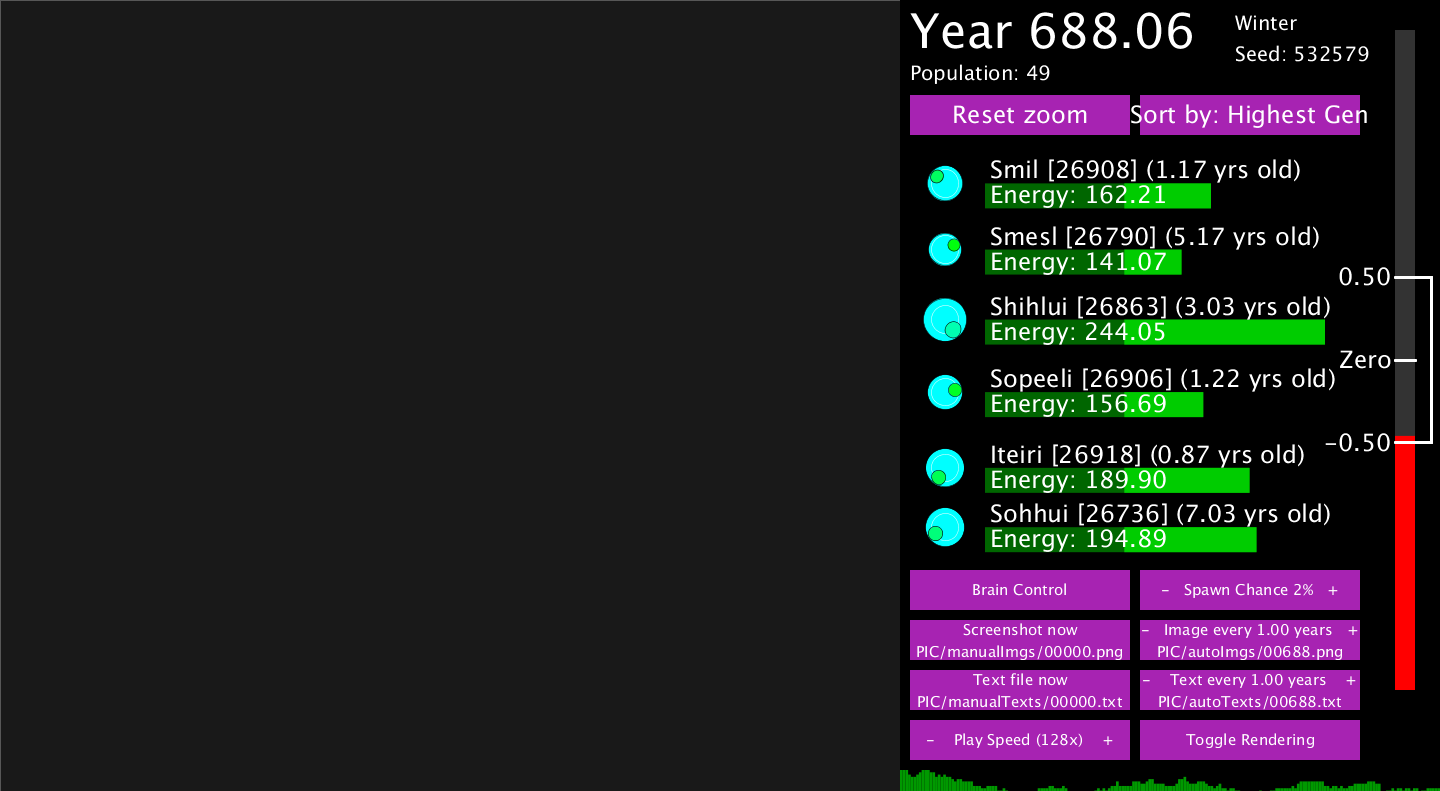 Year 688.06
Winter
Seed: 532579
Population: 49
Reset zoom
Sort by: Highest Gen
Smil [26908] (1.17 yrs old)
Energy: 162.21
Smesl [26790] (5.17 yrs old)
Energy: 141.07
0.50
Shihlui [26863] (3.03 yrs old)
Energy: 244.05
Zero
Sopeeli [26906] (1.22 yrs old)
Energy: 156.69
-0.50
Iteiri [26918] (0.87 yrs old)
Energy: 189.90
Sohhui [26736] (7.03 yrs old)
Energy: 194.89
Brain Control
- Spawn Chance 2% +
Screenshot now
PIC/manualImgs/00000.png
- Image every 1.00 years +
PIC/autoImgs/00688.png
Text file now
PIC/manualTexts/00000.txt
- Text every 1.00 years +
PIC/autoTexts/00688.txt
- Play Speed (128x) +
Toggle Rendering